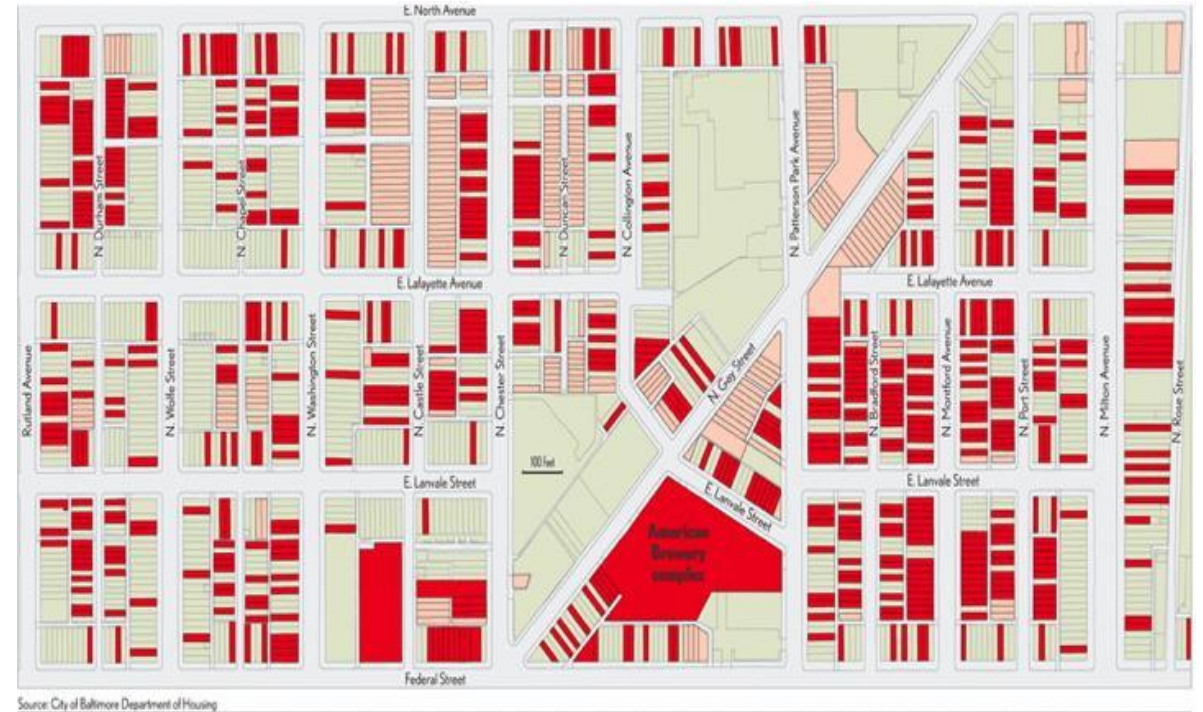 E. North Avenue
N. Durham Street
N. Chapel Street
N. Duncan Street
N. Collington Avenue
N. Patterson Park Avenue
E. Lafayette Avenue
E. Lafayette Avenue
Rutland Avenue
N. Wolfe Street
N. Washington Street
N. Castle Street
N. Chester Street
N. Gay Street
N. Bradford Street
N. Montford Avenue
N. Port Street
N. Milton Avenue
N. Rose Street
100 Feet
E. Lanvale Street
E. Lanvale Street
E. Lanvale Street
American
Brewery
complex
Federal Street
Source: City of Baltimore Department of Housing